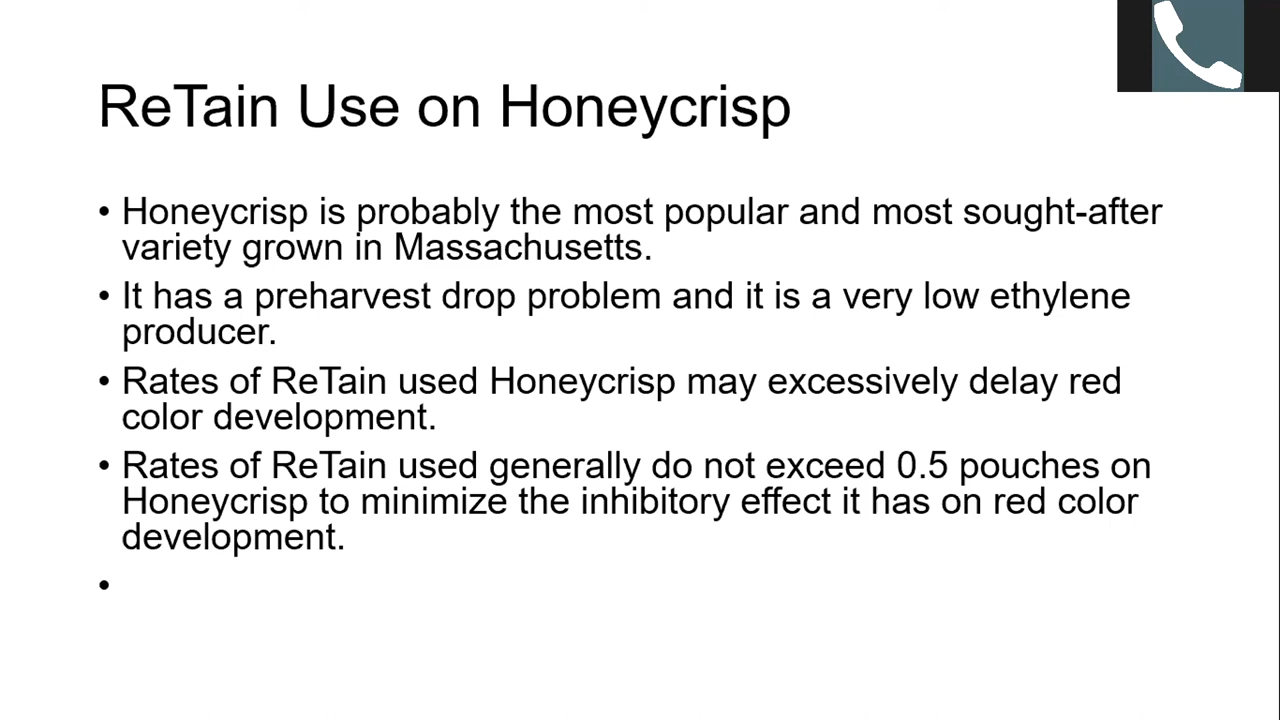 ReTain Use on Honeycrisp
• Honeycrisp is probably the most popular and most sought-after
variety grown in Massachusetts.
• It has a preharvest drop problem and it is a very low ethylene
producer.
• Rates of ReTain used Honeycrisp may excessively delay red
color development.
• Rates of ReTain used generally do not exceed 0.5 pouches on
Honeycrisp to minimize the inhibitory effect it has on red color
development.
•